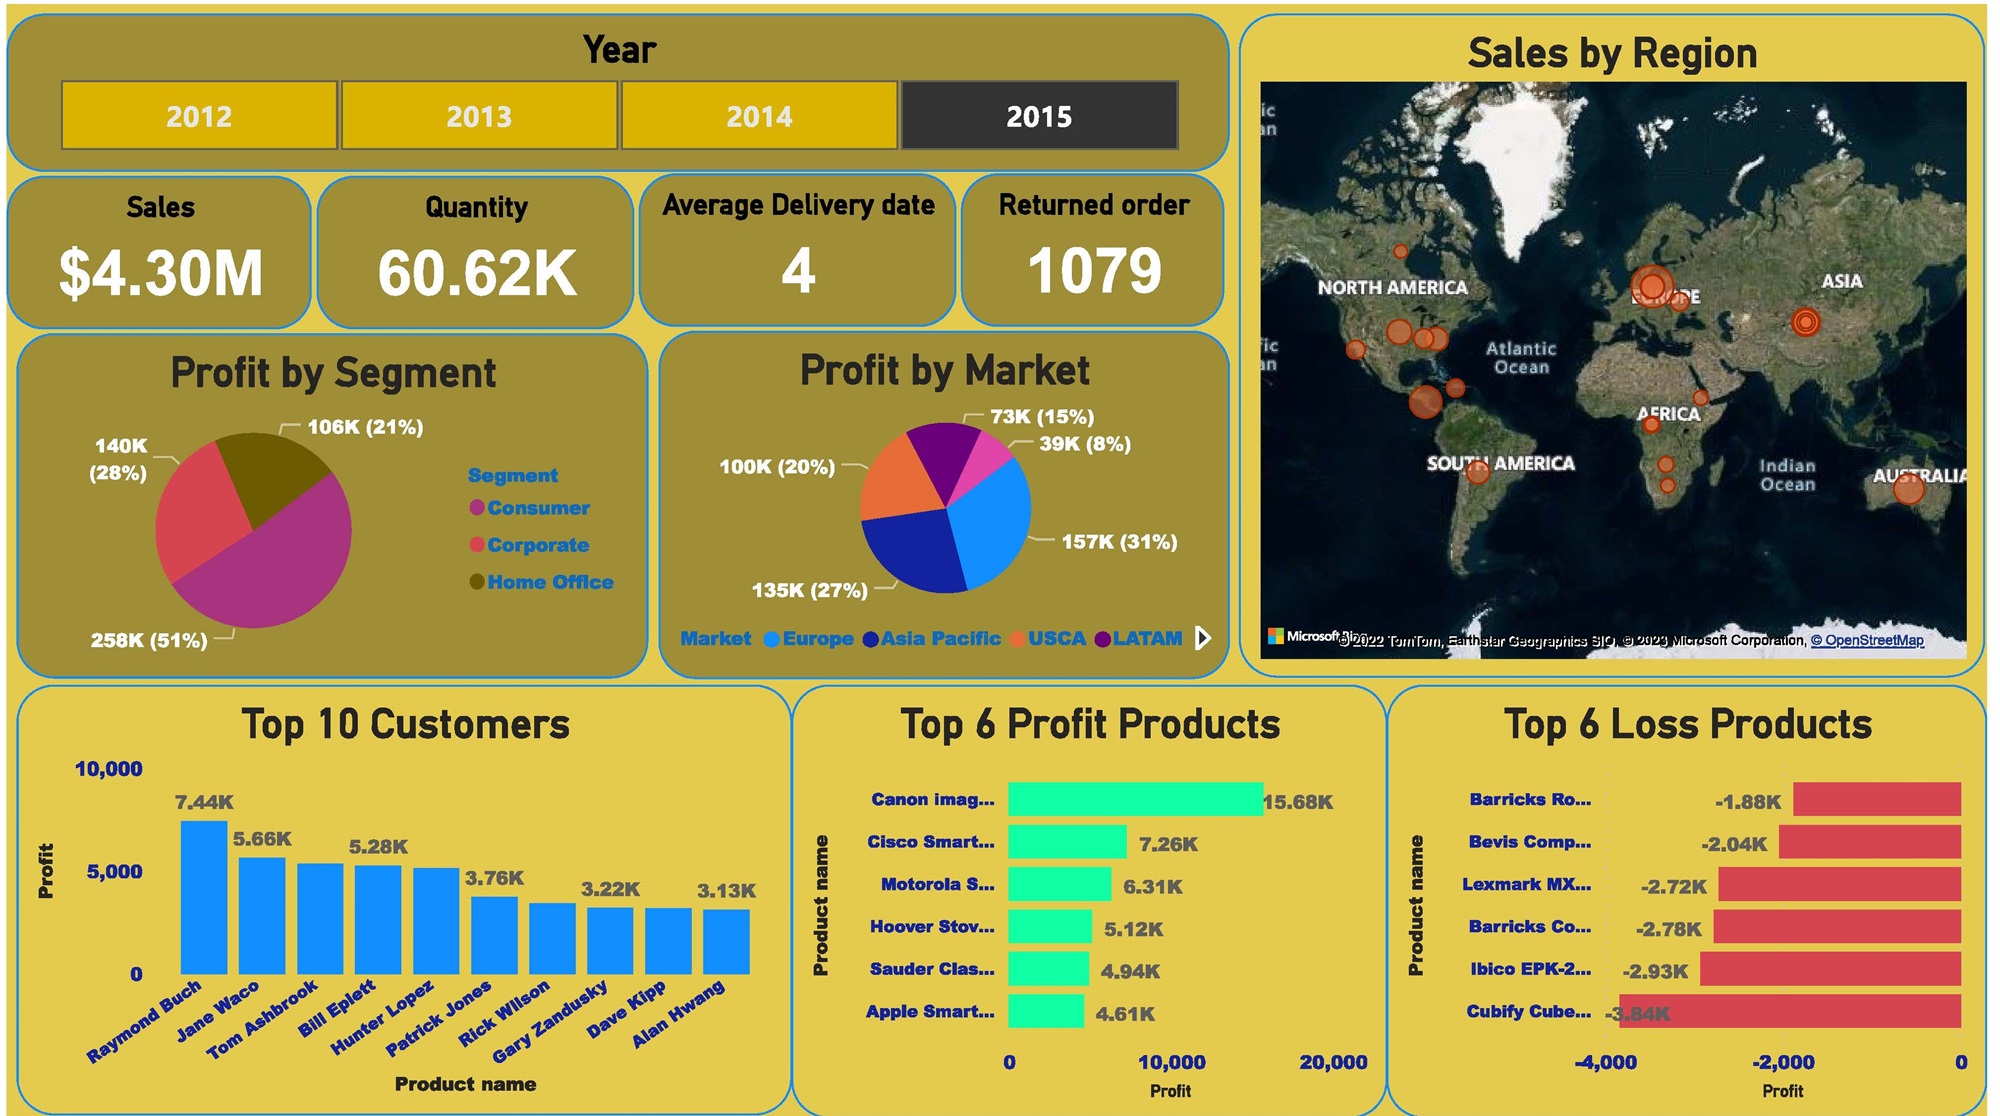 Year
2012
2013
2014
2015
Sales
$4.30M
Quantity
60.62K
Average Delivery date
4
Returned order
1079
Profit by Segment
106K (21%)
140K
(28%)
258K (51%)
Segment
Consumer
Corporate
Home Office
Profit by Market
73K (15%)
39K (8%)
100K (20%)
157K (31%)
135K (27%)
Market
Europe
Asia Pacific
USCA
LATAM
Sales by Region
ic
an
NORTH AMERICA
EUROPE
ASIA
fic
an
Atlantic
Ocean
AFRICA
SOUTH AMERICA
Indian
Ocean
AUSTRALIA
Microsoft Bing
© 2022 TomTom, Earthstar Geographics SIO, © 2023 Microsoft Corporation, © OpenStreetMap
Top 10 Customers
10,000
5,000
0
Profit
7.44K
5.66K
5.28K
3.76K
3.22K
3.13K
Raymond Buch
Jane Waco
Tom Ashbrook
Bill Eplett
Hunter Lopez
Patrick Jones
Rick Wilson
Gary Zandusky
Dave Kipp
Alan Hwang
Product name
Top 6 Profit Products
Product name
Canon imag... 15.68K
Cisco Smart... 7.26K
Motorola S... 6.31K
Hoover Stov... 5.12K
Sauder Clas... 4.94K
Apple Smart... 4.61K
0 10,000 20,000
Profit
Top 6 Loss Products
Product name
Barricks Ro... -1.88K
Bevis Comp... -2.04K
Lexmark MX... -2.72K
Barricks Co... -2.78K
Ibico EPK-2... -2.93K
Cubify Cube... -3.84K
-4,000 -2,000 0
Profit